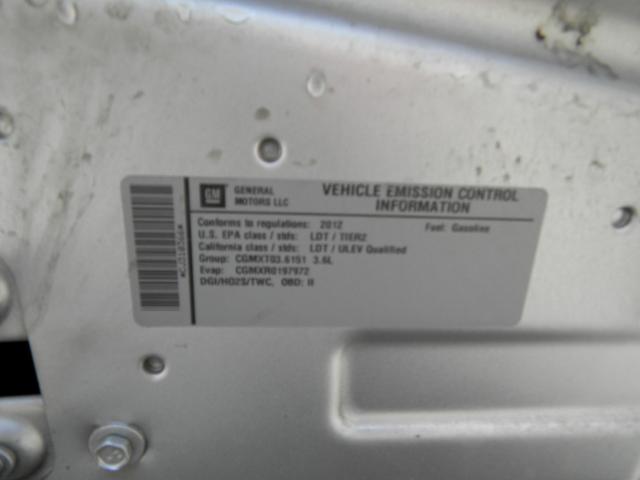 GM
GENERAL
MOTORS LLC
VEHICLE EMISSION CONTROL
INFORMATION
Conforms to regulations: 2012 Fuel: Gasoline
U.S. EPA class / stds: LDT / TIER2
California class / stds: LDT / ULEV Qualified
Group: CGMXT03.6151 3.6L
Evap: CGMXR0197972
DGI/HO2S/TWC, OBD: II